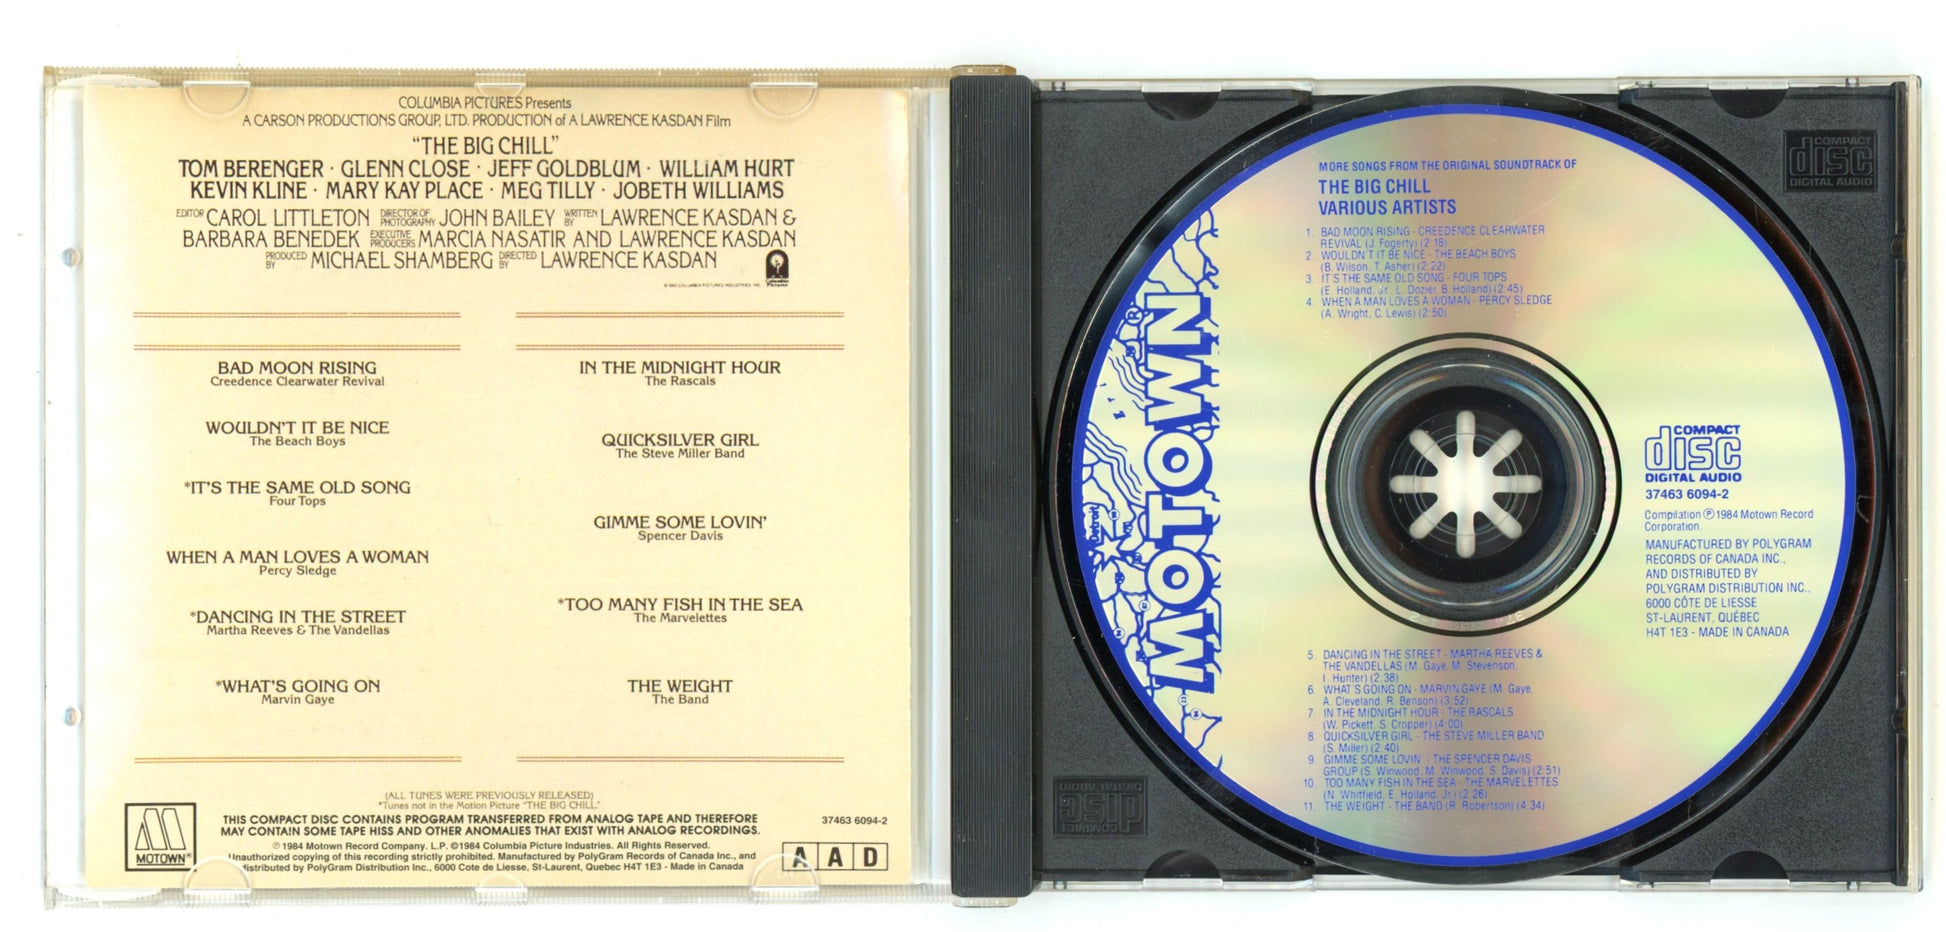 COLUMBIA PICTURES Presents
A CARSON PRODUCTIONS GROUP, LTD. PRODUCTION of A LAWRENCE KASDAN Film
"THE BIG CHILL"
TOM BERENGER · GLENN CLOSE · JEFF GOLDBLUM · WILLIAM HURT
KEVIN KLINE · MARY KAY PLACE · MEG TILLY · JOBETH WILLIAMS
EDITOR CAROL LITTLETON DIRECTOR OF PHOTOGRAPHY JOHN BAILEY WRITTEN BY LAWRENCE KASDAN &
BARBARA BENEDEK EXECUTIVE PRODUCERS MARCIA NASATIR AND LAWRENCE KASDAN
PRODUCED BY MICHAEL SHAMBERG DIRECTED BY LAWRENCE KASDAN
Columbia Pictures
©1983 COLUMBIA PICTURES INDUSTRIES, INC.
BAD MOON RISING
Creedence Clearwater Revival
WOULDN'T IT BE NICE
The Beach Boys
*IT'S THE SAME OLD SONG
Four Tops
WHEN A MAN LOVES A WOMAN
Percy Sledge
*DANCING IN THE STREET
Martha Reeves & The Vandellas
*WHAT'S GOING ON
Marvin Gaye
IN THE MIDNIGHT HOUR
The Rascals
QUICKSILVER GIRL
The Steve Miller Band
GIMME SOME LOVIN'
Spencer Davis
*TOO MANY FISH IN THE SEA
The Marvelettes
THE WEIGHT
The Band
(ALL TUNES WERE PREVIOUSLY RELEASED)
*Tunes not in the Motion Picture "THE BIG CHILL"
THIS COMPACT DISC CONTAINS PROGRAM TRANSFERRED FROM ANALOG TAPE AND THEREFORE
MAY CONTAIN SOME TAPE HISS AND OTHER ANOMALIES THAT EXIST WITH ANALOG RECORDINGS.
37463 6094-2
℗ 1984 Motown Record Company. L.P. ©1984 Columbia Picture Industries. All Rights Reserved.
Unauthorized copying of this recording strictly prohibited. Manufactured by PolyGram Records of Canada Inc., and
distributed by PolyGram Distribution Inc., 6000 Cote de Liesse, St-Laurent, Quebec H4T 1E3 - Made in Canada
MOTOWN®
A A D
COMPACT
disc
DIGITAL AUDIO
MORE SONGS FROM THE ORIGINAL SOUNDTRACK OF
THE BIG CHILL
VARIOUS ARTISTS
1. BAD MOON RISING - CREEDENCE CLEARWATER
REVIVAL (J. Fogerty) (2:18)
2. WOULDN'T IT BE NICE - THE BEACH BOYS
(B. Wilson, T. Asher) (2:22)
3. IT'S THE SAME OLD SONG - FOUR TOPS
(E. Holland, Jr., L. Dozier, B. Holland) (2:45)
4. WHEN A MAN LOVES A WOMAN - PERCY SLEDGE
(A. Wright, C. Lewis) (2:50)
MOTOWN
®
Detroit
COMPACT
disc
DIGITAL AUDIO
37463 6094-2
Compilation ℗ 1984 Motown Record
Corporation.
MANUFACTURED BY POLYGRAM
RECORDS OF CANADA INC.,
AND DISTRIBUTED BY
POLYGRAM DISTRIBUTION INC.,
6000 CÔTE DE LIESSE
ST-LAURENT, QUÉBEC
H4T 1E3 - MADE IN CANADA
5. DANCING IN THE STREET - MARTHA REEVES &
THE VANDELLAS (M. Gaye, M. Stevenson,
I. Hunter) (2:38)
6. WHAT'S GOING ON - MARVIN GAYE (M. Gaye,
A. Cleveland, R. Benson) (3:52)
7. IN THE MIDNIGHT HOUR - THE RASCALS
(W. Pickett, S. Cropper) (4:00)
8. QUICKSILVER GIRL - THE STEVE MILLER BAND
(S. Miller) (2:40)
9. GIMME SOME LOVIN' - THE SPENCER DAVIS
GROUP (S. Winwood, M. Winwood, S. Davis) (2:51)
10. TOO MANY FISH IN THE SEA - THE MARVELETTES
(N. Whitfield, E. Holland, Jr.) (2:26)
11. THE WEIGHT - THE BAND (R. Robertson) (4:34)
COMPACT
disc
DIGITAL AUDIO